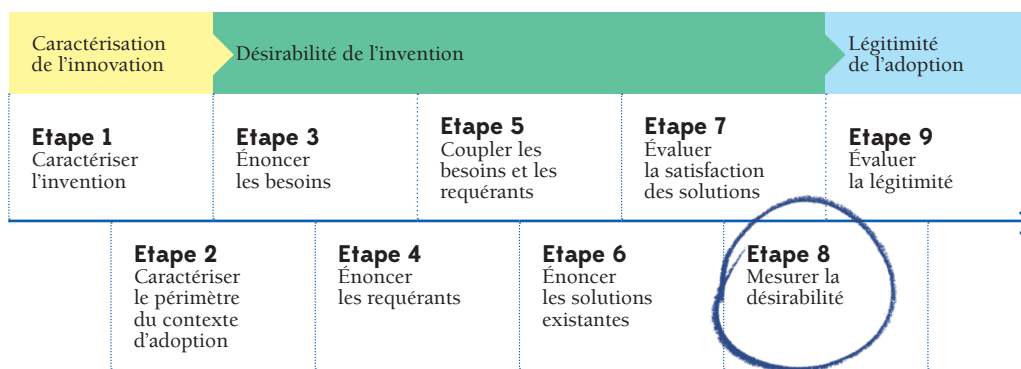 Caractérisation
de l'innovation
Désirabilité de l'invention
Légitimité
de l'adoption
Etape 1
Caractériser
l'invention
Etape 3
Énoncer
les besoins
Etape 5
Coupler les
besoins et les
requérants
Etape 7
Évaluer
la satisfaction
des solutions
Etape 9
Évaluer
la légitimité
Etape 2
Caractériser
le périmètre
du contexte
d'adoption
Etape 4
Énoncer
les requérants
Etape 6
Énoncer
les solutions
existantes
Etape 8
Mesurer la
désirabilité